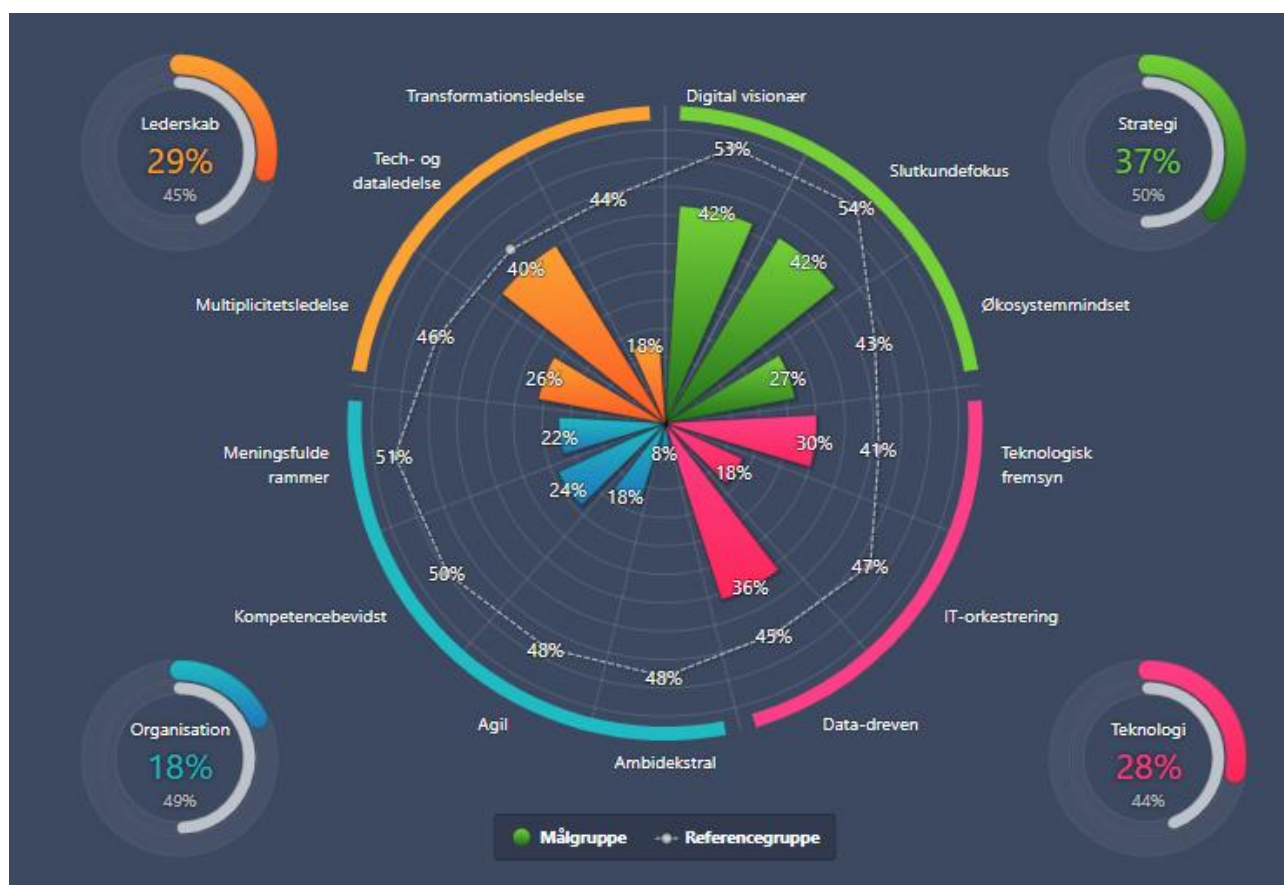 Lederskab
29%
45%
Strategi
37%
50%
Transformationsledelse
Digital visionær
Tech- og
dataledelse
Slutkundefokus
Multiplicitetsledelse
Økosystemmindset
Meningsfulde
rammer
Teknologisk
fremsyn
Kompetencebevidst
IT-orkestrering
Agil
Data-dreven
Ambidekstral
53%
54%
44%
42%
42%
40%
46%
43%
18%
26%
27%
22%
30%
41%
51%
8%
18%
24%
18%
50%
36%
47%
48%
45%
48%
Organisation
18%
49%
Teknologi
28%
44%
Målgruppe
Referencegruppe